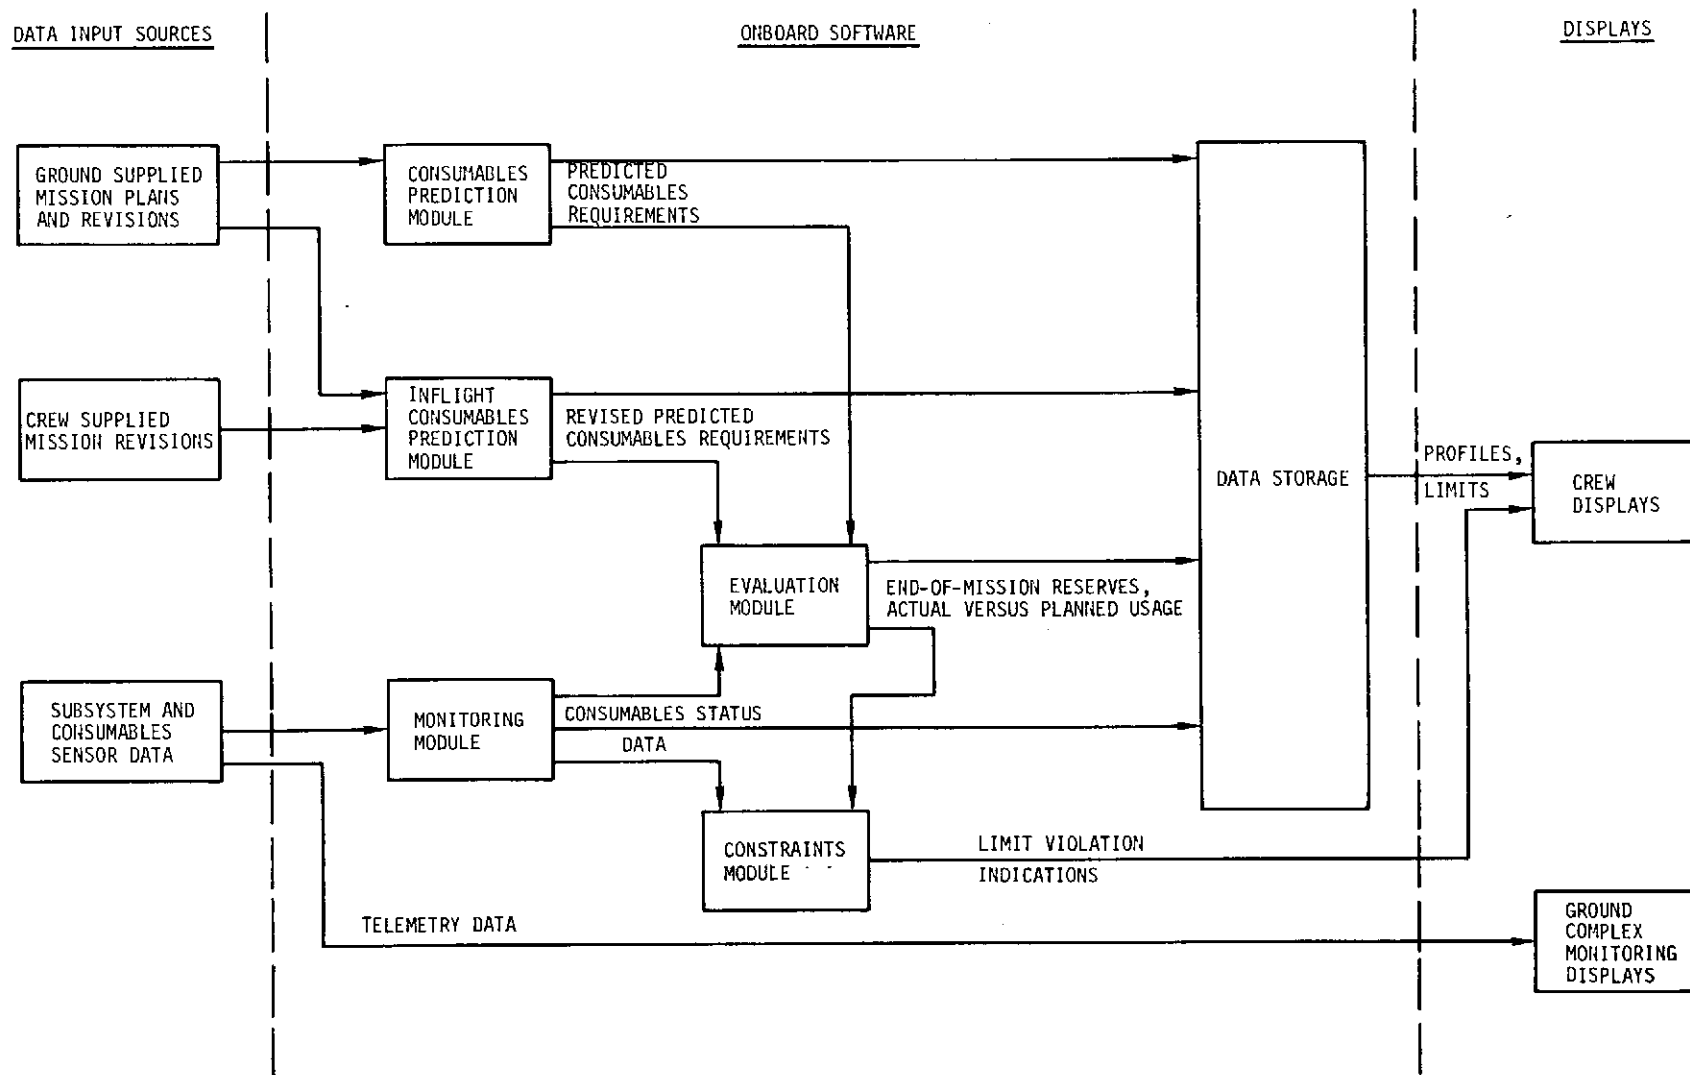 DATA INPUT SOURCES
ONBOARD SOFTWARE
DISPLAYS
GROUND SUPPLIED
MISSION PLANS
AND REVISIONS
CONSUMABLES
PREDICTION
MODULE
PREDICTED
CONSUMABLES
REQUIREMENTS
CREW SUPPLIED
MISSION REVISIONS
INFLIGHT
CONSUMABLES
PREDICTION
MODULE
REVISED PREDICTED
CONSUMABLES REQUIREMENTS
DATA STORAGE
PROFILES,
LIMITS
CREW
DISPLAYS
EVALUATION
MODULE
END-OF-MISSION RESERVES,
ACTUAL VERSUS PLANNED USAGE
SUBSYSTEM AND
CONSUMABLES
SENSOR DATA
MONITORING
MODULE
CONSUMABLES STATUS
DATA
CONSTRAINTS
MODULE
LIMIT VIOLATION
INDICATIONS
TELEMETRY DATA
GROUND
COMPLEX
MONITORING
DISPLAYS